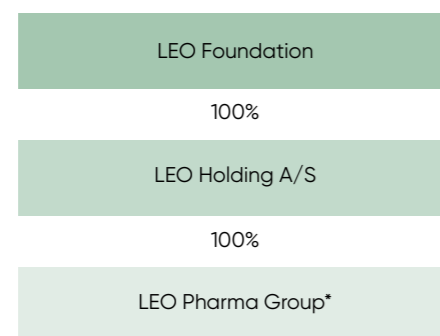 LEO Foundation
100%
LEO Holding A/S
100%
LEO Pharma Group*